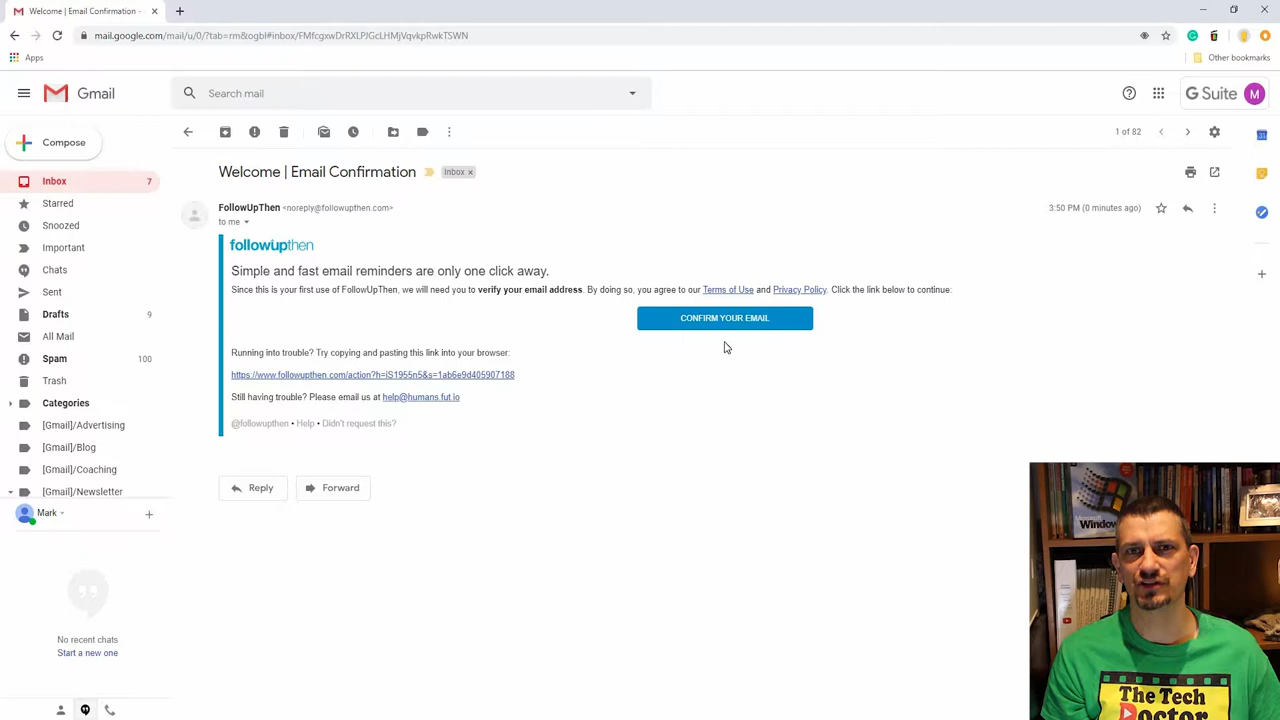 Welcome | Email Confirmation -
mail.google.com/mail/u/0/?tab=rm&ogbl#inbox/FMfcgxwDrRXLPJGcLHMjVqvkpRwkTSWN
Apps
Other bookmarks
Gmail
Search mail
G Suite M
Compose
1 of 82
Inbox 7
Welcome | Email Confirmation
Inbox x
Starred
FollowUpThen <noreply@followupthen.com>
3:50 PM (0 minutes ago)
Snoozed
to me
Important
followupthen
Chats
Simple and fast email reminders are only one click away.
Sent
Since this is your first use of FollowUpThen, we will need you to verify your email address. By doing so, you agree to our Terms of Use and Privacy Policy. Click the link below to continue:
Drafts 9
CONFIRM YOUR EMAIL
All Mail
Spam 100
Running into trouble? Try copying and pasting this link into your browser:
Trash
https://www.followupthen.com/action?h=iS1955n5&s=1ab6e9d405907188
Categories
Still having trouble? Please email us at help@humans.fut.io
[Gmail]/Advertising
@followupthen • Help • Didn't request this?
[Gmail]/Blog
[Gmail]/Coaching
[Gmail]/Newsletter
Reply
Forward
Mark
No recent chats
Start a new one
Microsoft
Windows
The Tech
Doctor